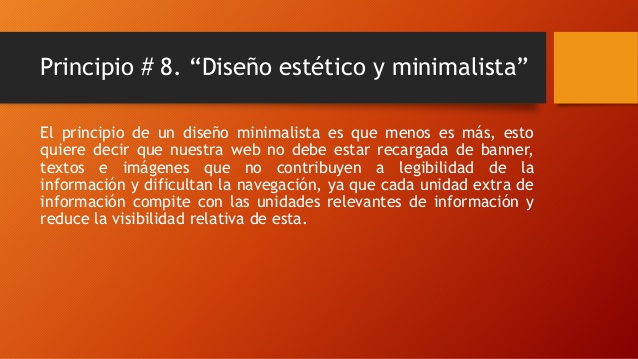 Principio # 8. “Diseño estético y minimalista”
El principio de un diseño minimalista es que menos es más, esto
quiere decir que nuestra web no debe estar recargada de banner,
textos e imágenes que no contribuyen a legibilidad de la
información y dificultan la navegación, ya que cada unidad extra de
información compite con las unidades relevantes de información y
reduce la visibilidad relativa de esta.